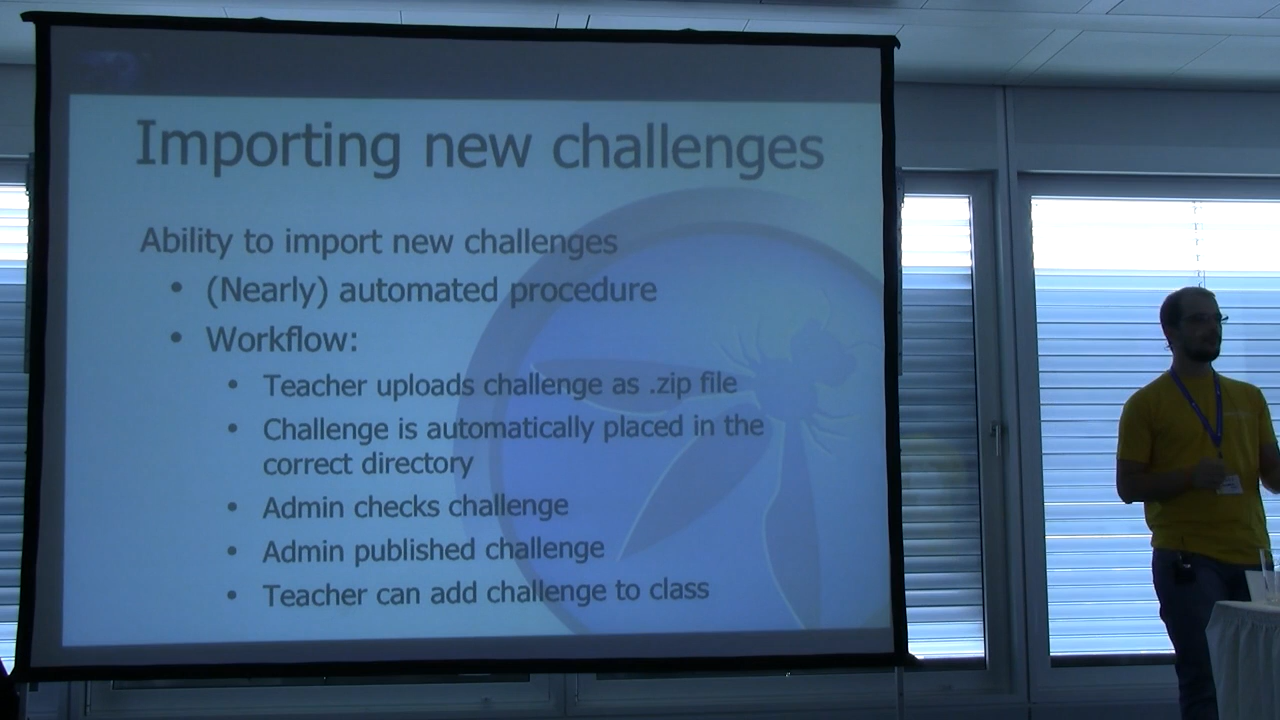 Importing new challenges
Ability to import new challenges
• (Nearly) automated procedure
• Workflow:
• Teacher uploads challenge as .zip file
• Challenge is automatically placed in the
correct directory
• Admin checks challenge
• Admin published challenge
• Teacher can add challenge to class